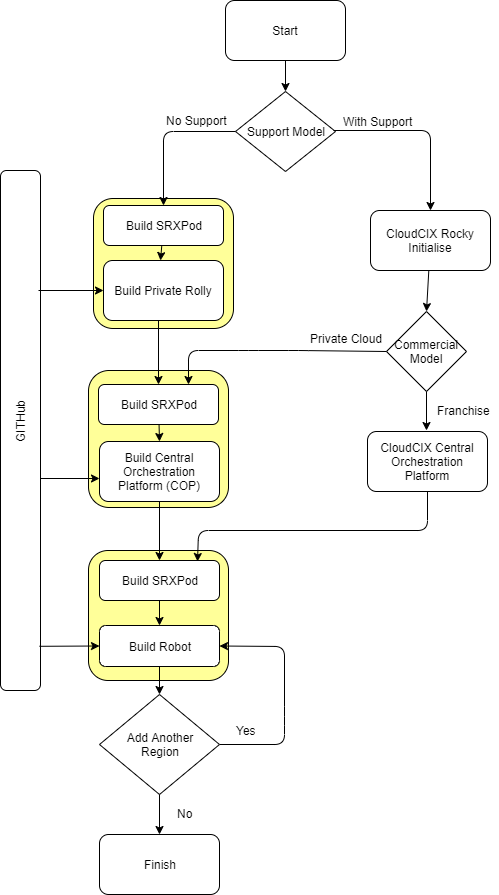 Start
Support Model
No Support
With Support
Build SRXPod
CloudCIX Rocky
Initialise
Build Private Rolly
Private Cloud
Commercial
Model
Build SRXPod
Franchise
GITHub
Build Central
Orchestration
Platform (COP)
CloudCIX Central
Orchestration
Platform
Build SRXPod
Build Robot
Add Another
Region
Yes
No
Finish